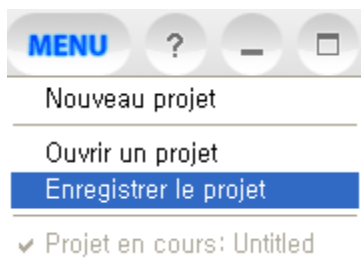 MENU ?
Nouveau projet
Ouvrir un projet
Enregistrer le projet
Projet en cours: Untitled